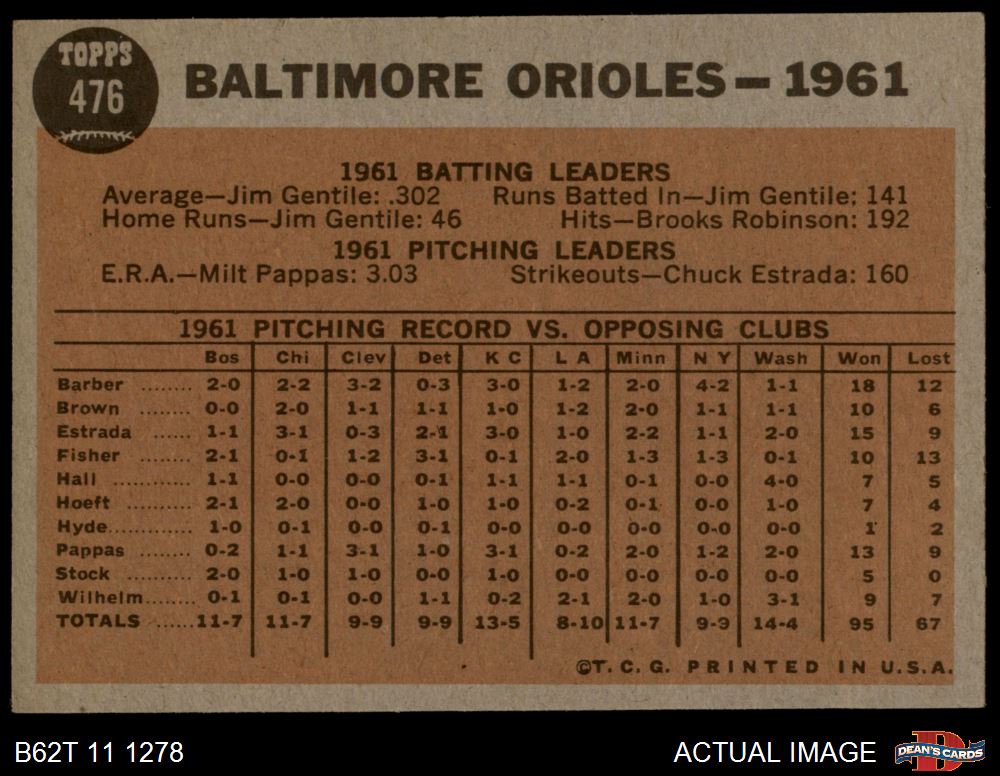 TOPPS
476
BALTIMORE ORIOLES—1961
1961 BATTING LEADERS
Average—Jim Gentile: .302 Runs Batted In—Jim Gentile: 141
Home Runs—Jim Gentile: 46 Hits—Brooks Robinson: 192
1961 PITCHING LEADERS
E.R.A.—Milt Pappas: 3.03 Strikeouts—Chuck Estrada: 160
1961 PITCHING RECORD VS. OPPOSING CLUBS
Bos Chi Clev Det K C L A Minn N Y Wash Won Lost
Barber ........ 2-0 2-2 3-2 0-3 3-0 1-2 2-0 4-2 1-1 18 12
Brown ........ 0-0 2-0 1-1 1-1 1-0 1-2 2-0 1-1 1-1 10 6
Estrada ...... 1-1 3-1 0-3 2-1 3-0 1-0 2-2 1-1 2-0 15 9
Fisher ........ 2-1 0-1 1-2 3-1 0-1 2-0 1-3 1-3 0-1 10 13
Hall ............ 1-1 0-0 0-0 0-1 1-1 1-1 0-1 0-0 4-0 7 5
Hoeft .......... 2-1 2-0 0-0 1-0 1-0 0-2 0-1 0-0 1-0 7 4
Hyde............ 1-0 0-1 0-0 0-1 0-0 0-0 0-0 0-0 0-0 1 2
Pappas ........ 0-2 1-1 3-1 1-0 3-1 0-2 2-0 1-2 2-0 13 9
Stock .......... 2-0 1-0 1-0 0-0 1-0 0-0 0-0 0-0 0-0 5 0
Wilhelm....... 0-1 0-1 0-0 1-1 0-2 2-1 2-0 1-0 3-1 9 7
TOTALS ......11-7 11-7 9-9 9-9 13-5 8-10 11-7 9-9 14-4 95 67
©T. C. G. PRINTED IN U.S.A.
B62T 11 1278 ACTUAL IMAGE DEAN'S CARDS